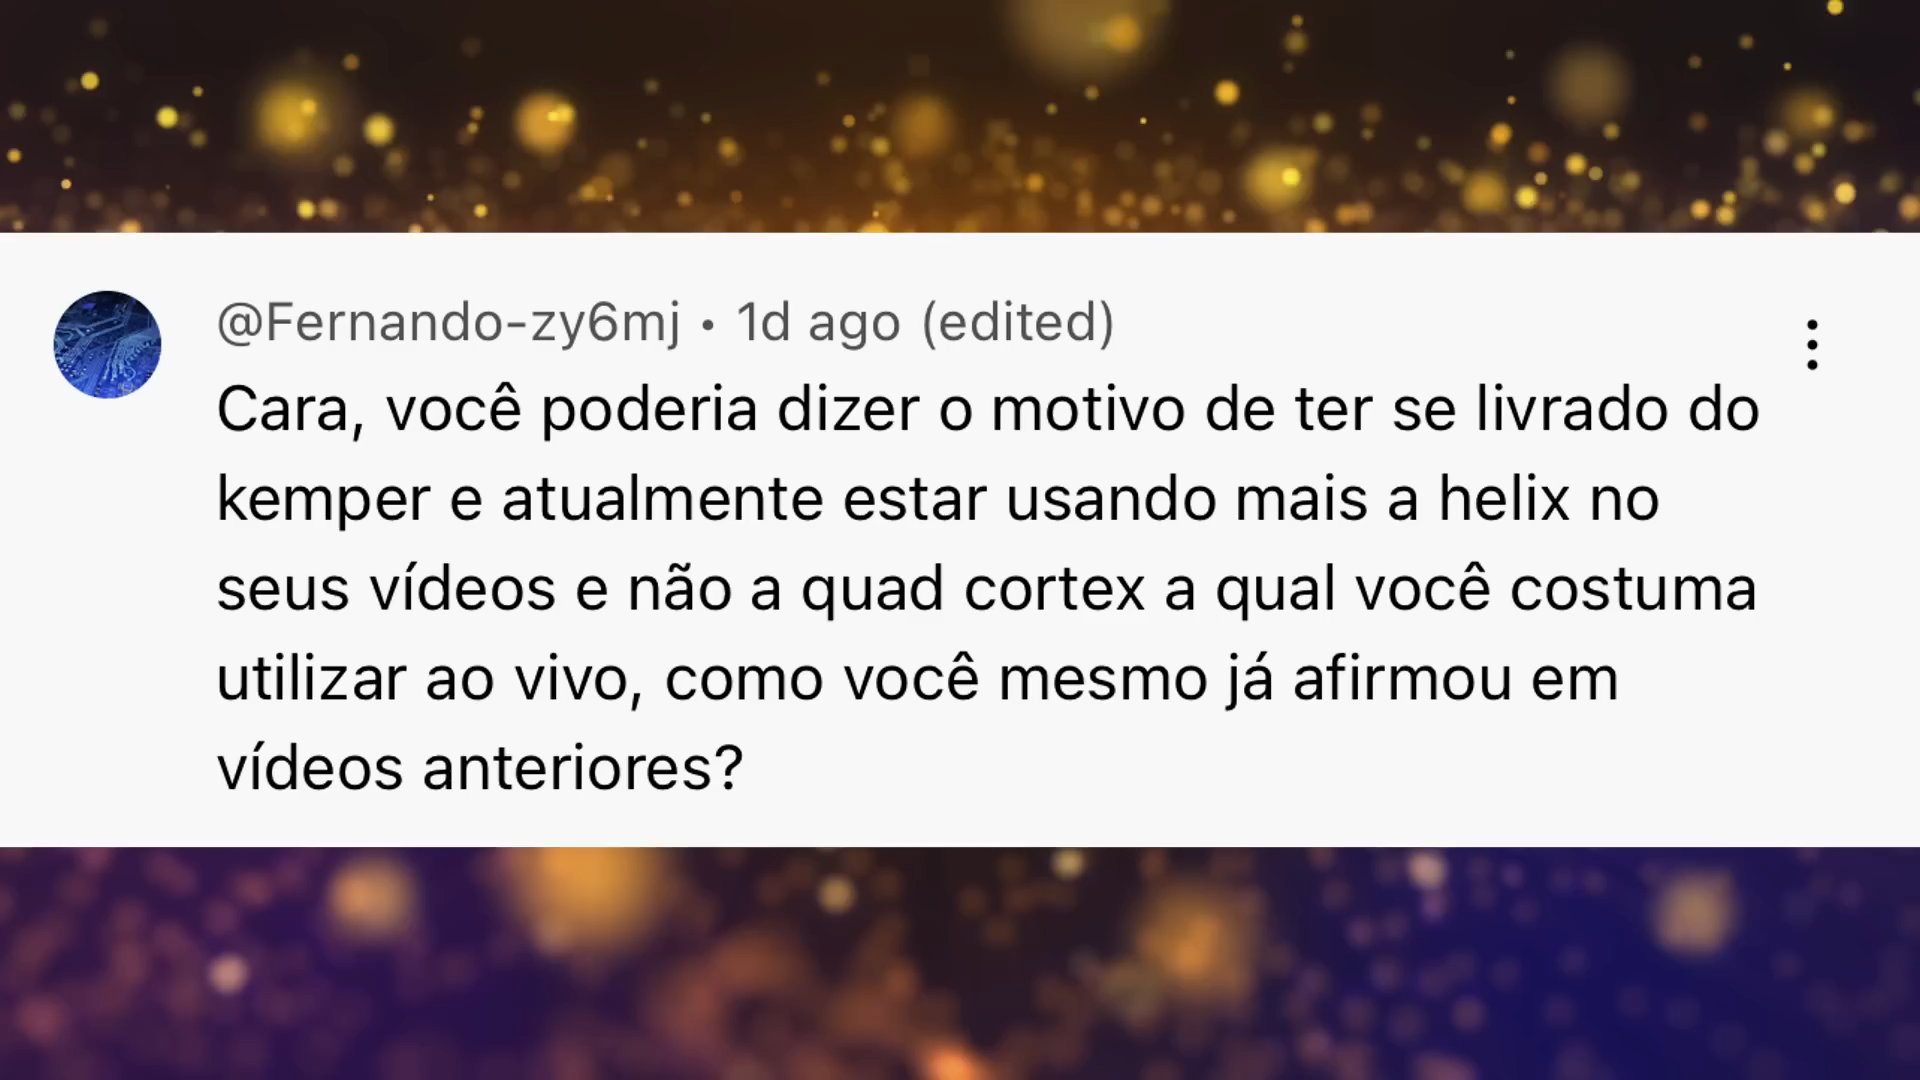 @Fernando-zy6mj • 1d ago (edited)
Cara, você poderia dizer o motivo de ter se livrado do
kemper e atualmente estar usando mais a helix no
seus vídeos e não a quad cortex a qual você costuma
utilizar ao vivo, como você mesmo já afirmou em
vídeos anteriores?